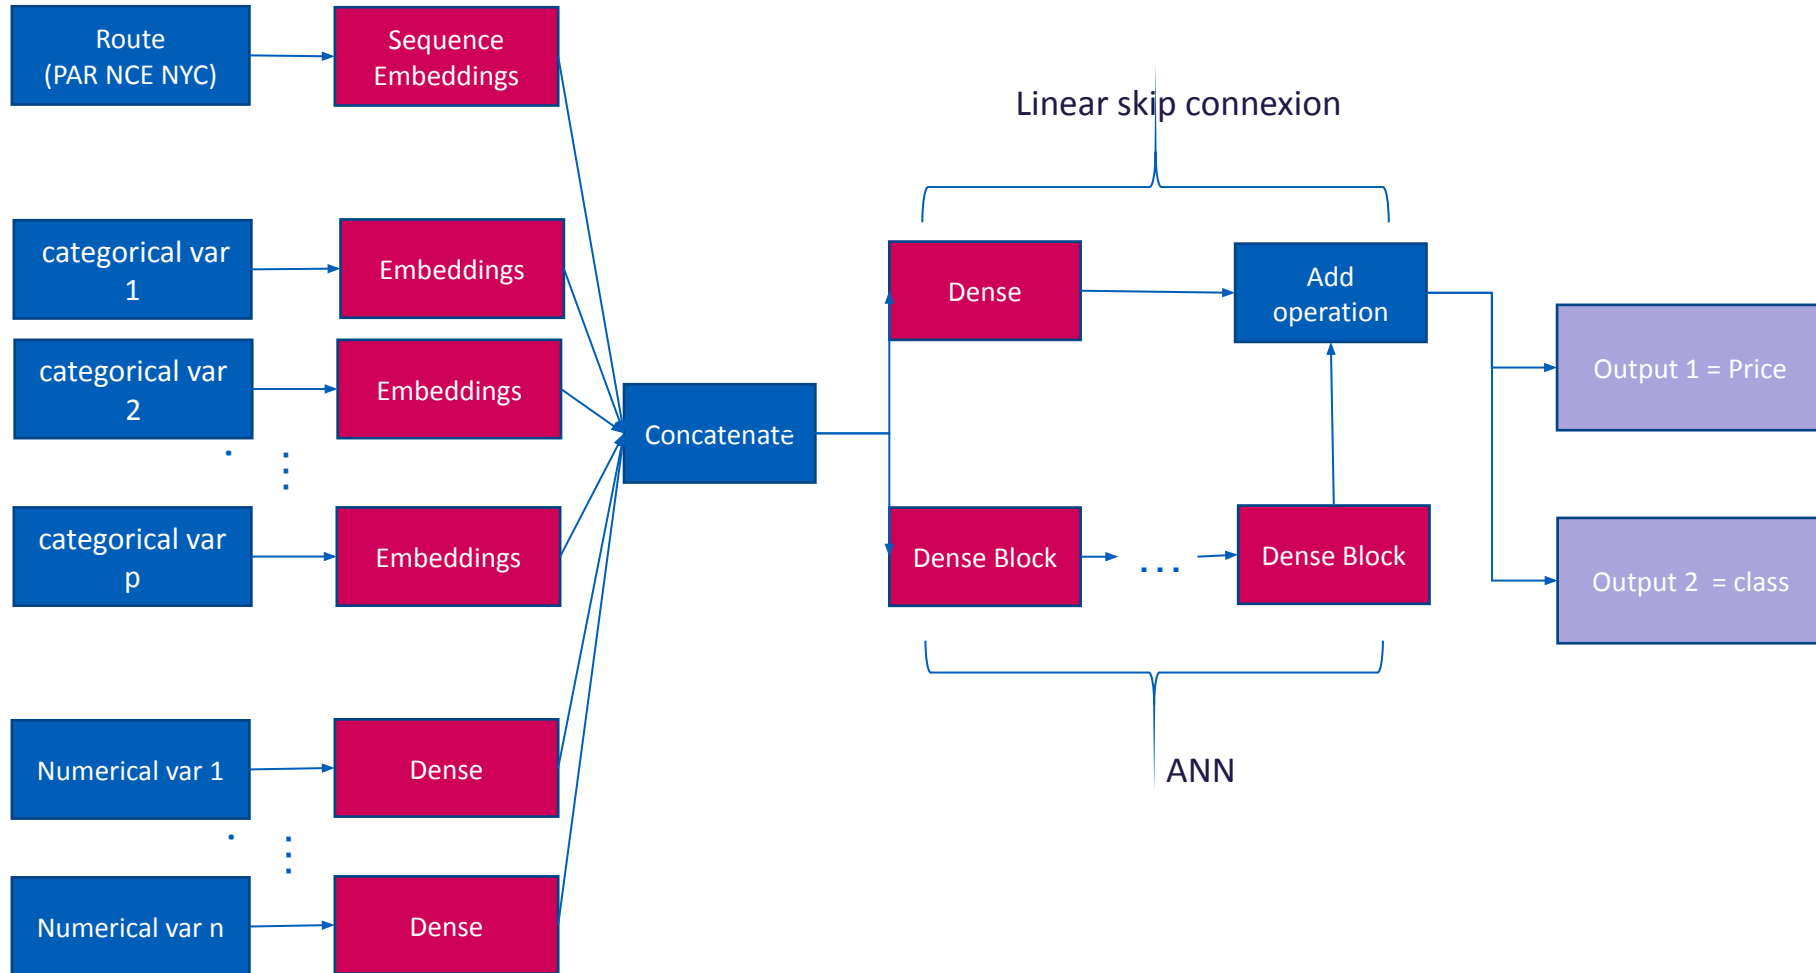 Route
(PAR NCE NYC)
Sequence
Embeddings
Linear skip connexion
categorical var
1
Embeddings
Dense
Add
operation
categorical var
2
Embeddings
Output 1 = Price
Concatenate
categorical var
p
Embeddings
Dense Block
...
Dense Block
Output 2  = class
Numerical var 1
Dense
ANN
Numerical var n
Dense